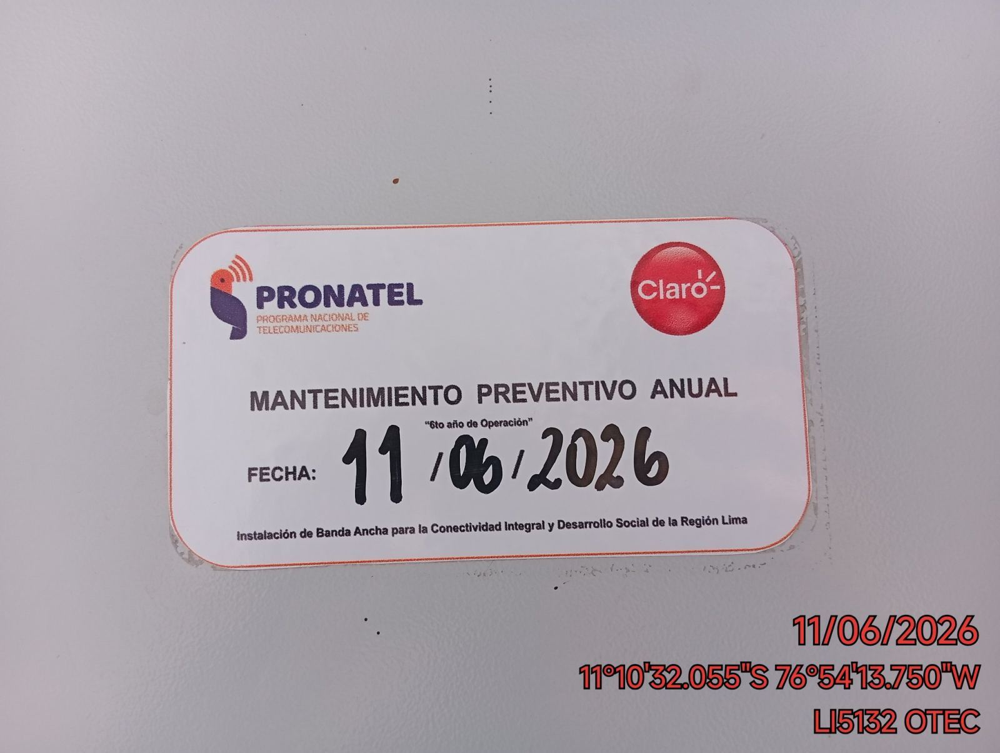 PRONATEL
PROGRAMA NACIONAL DE
TELECOMUNICACIONES
Claro
MANTENIMIENTO PREVENTIVO ANUAL
"6to año de Operación"
FECHA: 11/06/2026
Instalación de Banda Ancha para la Conectividad Integral y Desarrollo Social de la Región Lima
11/06/2026
11°10'32.055"S 76°54'13.750"W
LI5132 OTEC